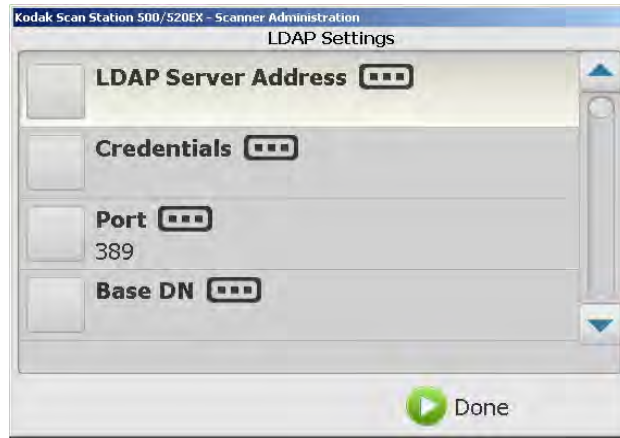 Kodak Scan Station 500/520EX - Scanner Administration
LDAP Settings
LDAP Server Address
Credentials
Port
389
Base DN
Done